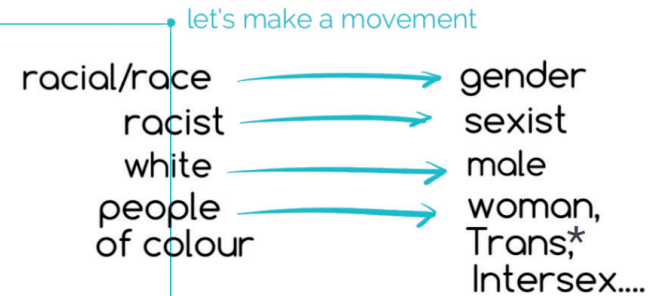 let's make a movement
racial/race gender
racist sexist
white male
people woman,
of colour Trans,*
Intersex....